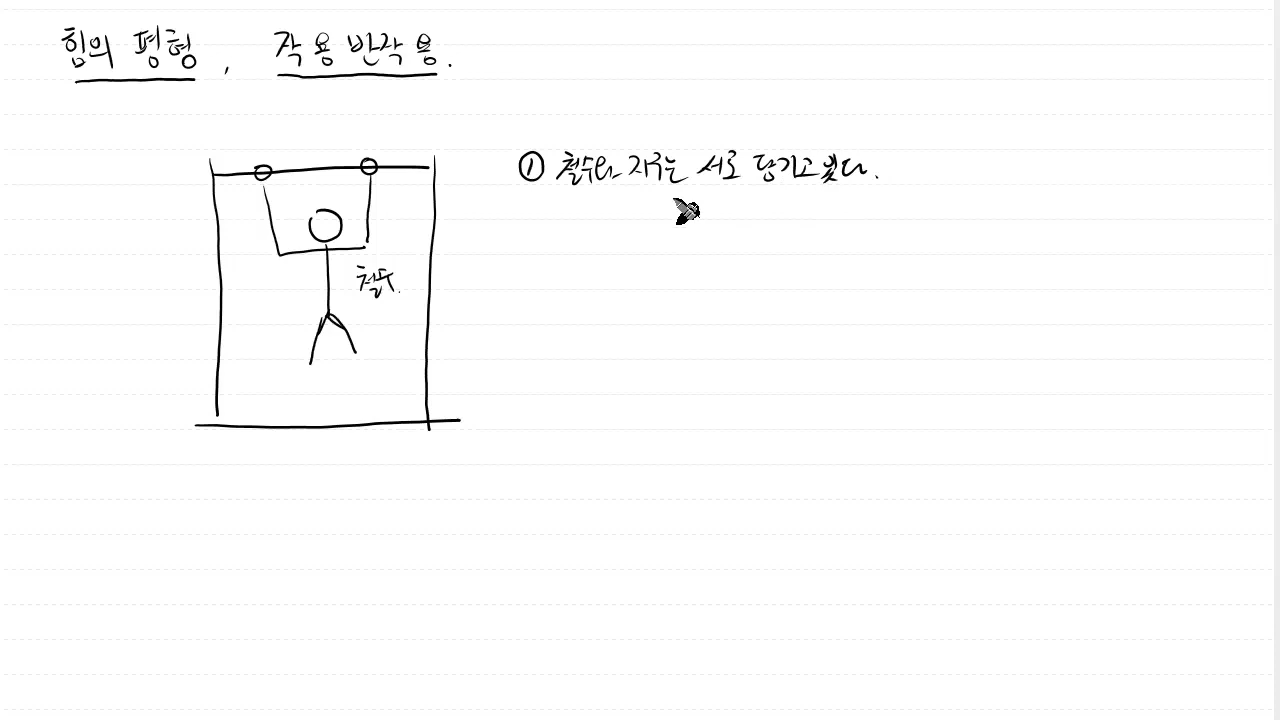 힘의 평형, 작용 반작용.
① 철수와 지구는 서로 당기고 있다.
철수.